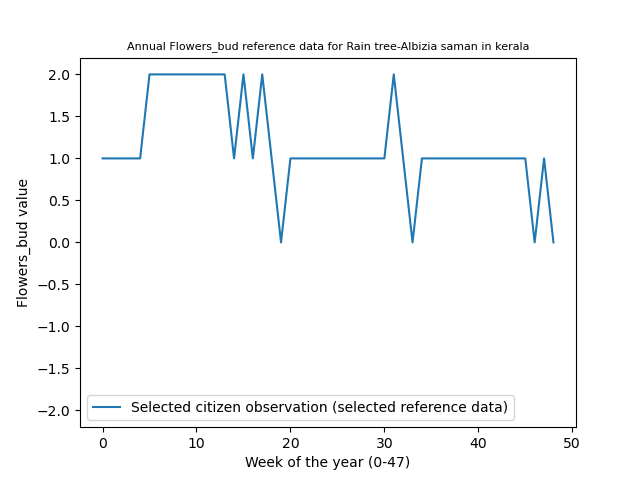 Annual Flowers_bud reference data for Rain tree-Albizia saman in kerala
2.0
1.5
1.0
0.5
0.0
−0.5
−1.0
−1.5
−2.0
Flowers_bud value
Selected citizen observation (selected reference data)
0 10 20 30 40 50
Week of the year (0-47)